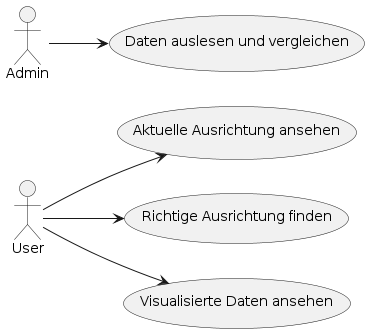 Daten auslesen und vergleichen
Admin
Aktuelle Ausrichtung ansehen
Richtige Ausrichtung finden
User
Visualisierte Daten ansehen